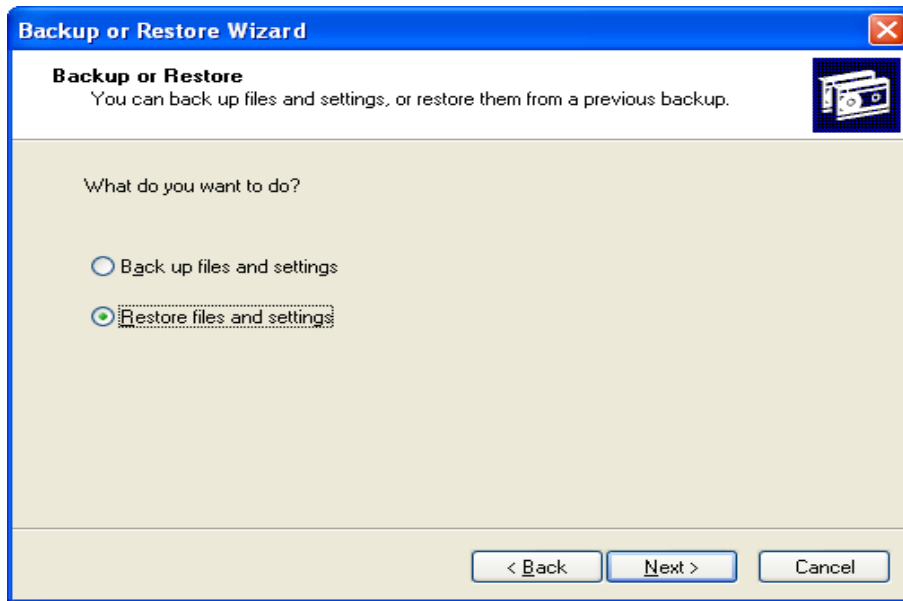 Backup or Restore Wizard
Backup or Restore
You can back up files and settings, or restore them from a previous backup.
What do you want to do?
Back up files and settings
Restore files and settings
< Back Next > Cancel